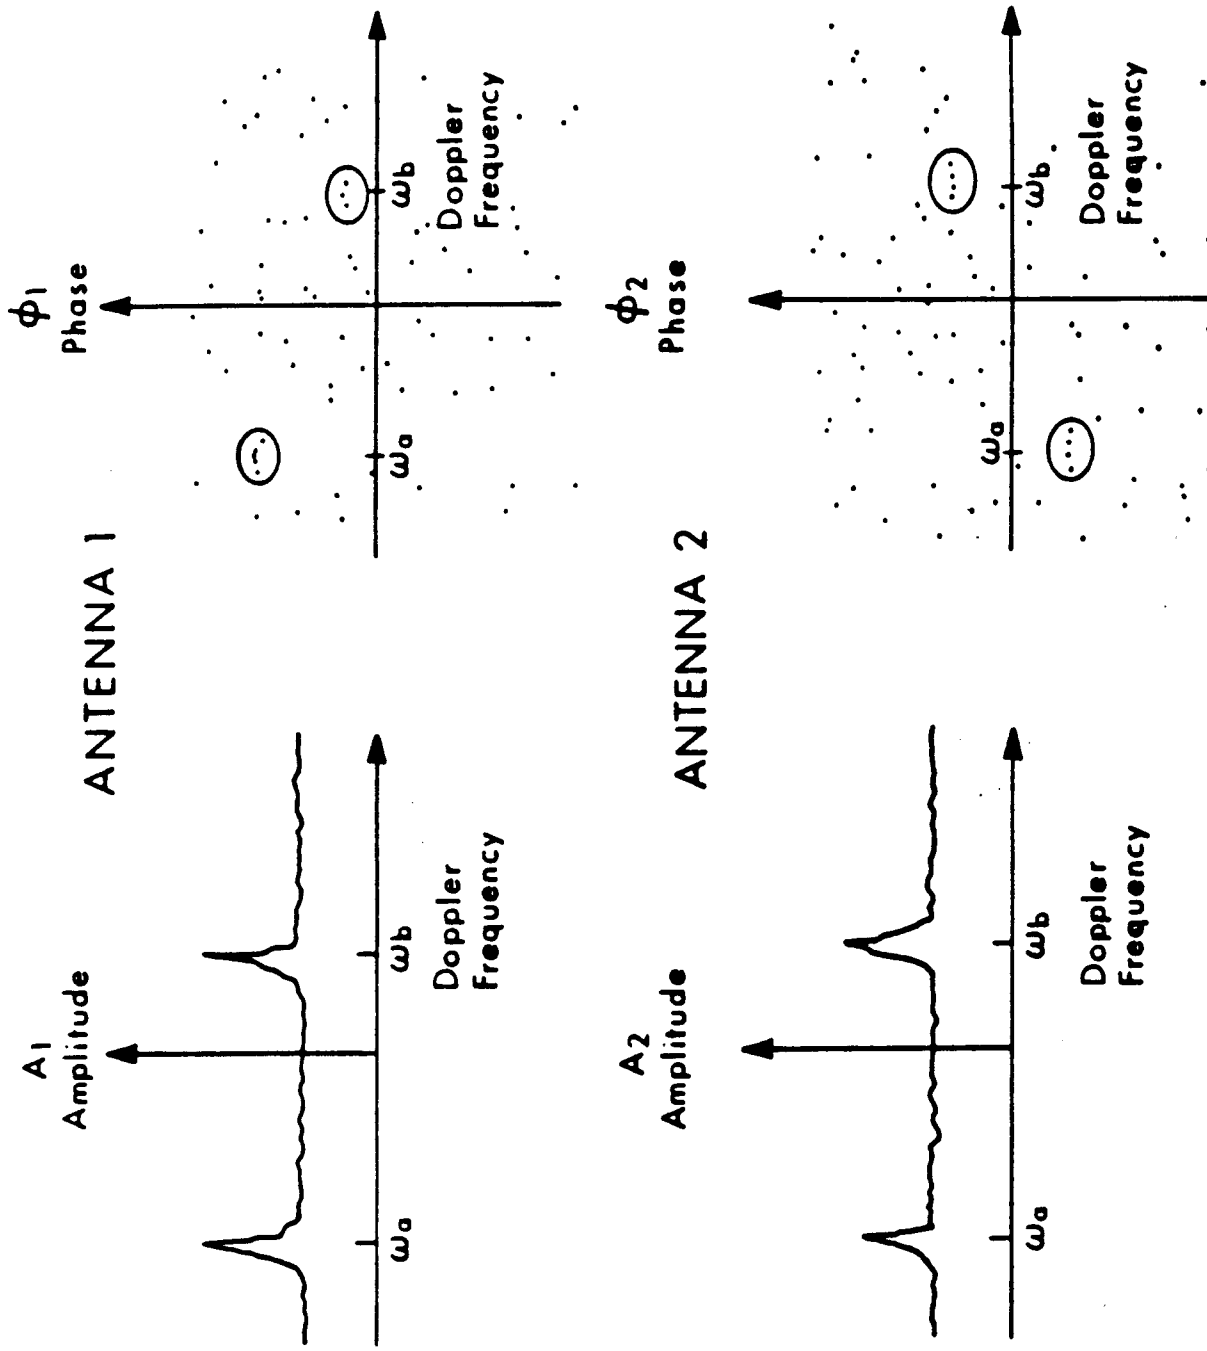 ANTENNA 1
A1
Amplitude
ωa
ωb
Doppler
Frequency
ϕ1
Phase
ωa
ωb
Doppler
Frequency
ANTENNA 2
A2
Amplitude
ωa
ωb
Doppler
Frequency
ϕ2
Phase
ωa
ωb
Doppler
Frequency